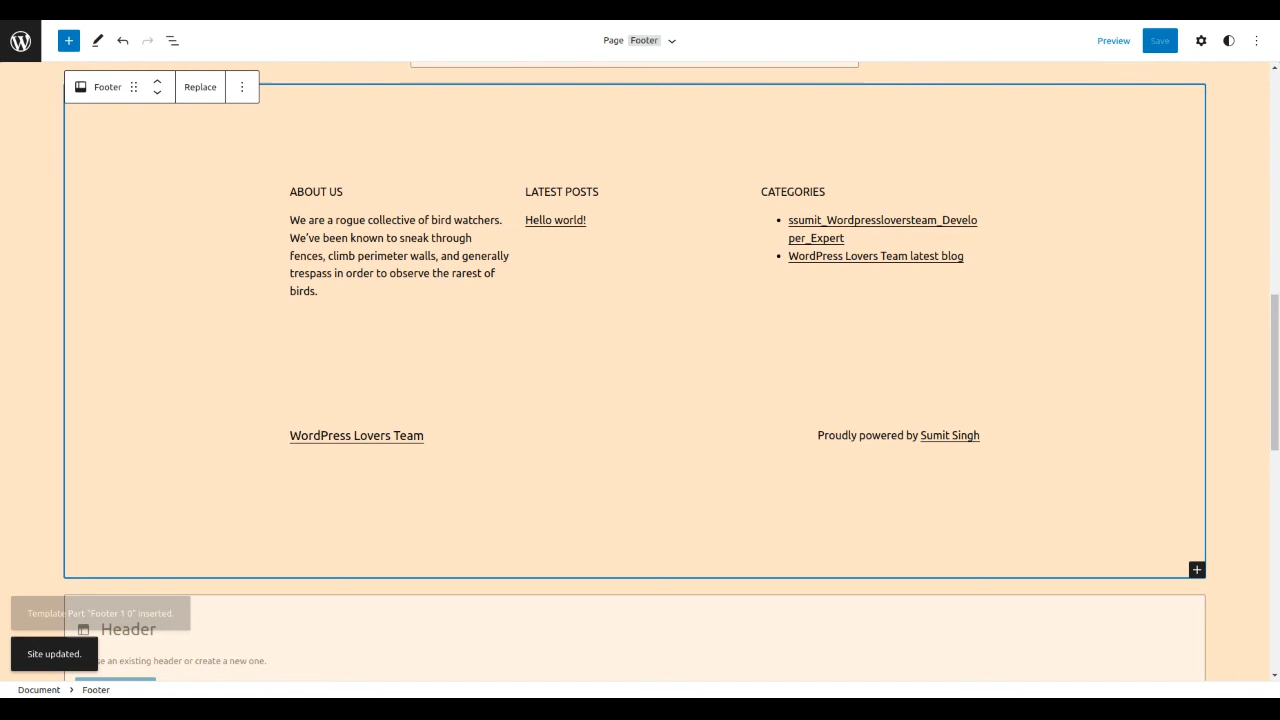 Page Footer
Preview
Save
Footer
Replace
ABOUT US
We are a rogue collective of bird watchers.
We've been known to sneak through
fences, climb perimeter walls, and generally
trespass in order to observe the rarest of
birds.
LATEST POSTS
Hello world!
CATEGORIES
ssumit_Wordpressloversteam_Develo
per_Expert
WordPress Lovers Team latest blog
WordPress Lovers Team
Proudly powered by Sumit Singh
Template Part "Footer 1 0" inserted.
Header
Site updated.
an existing header or create a new one.
Document > Footer